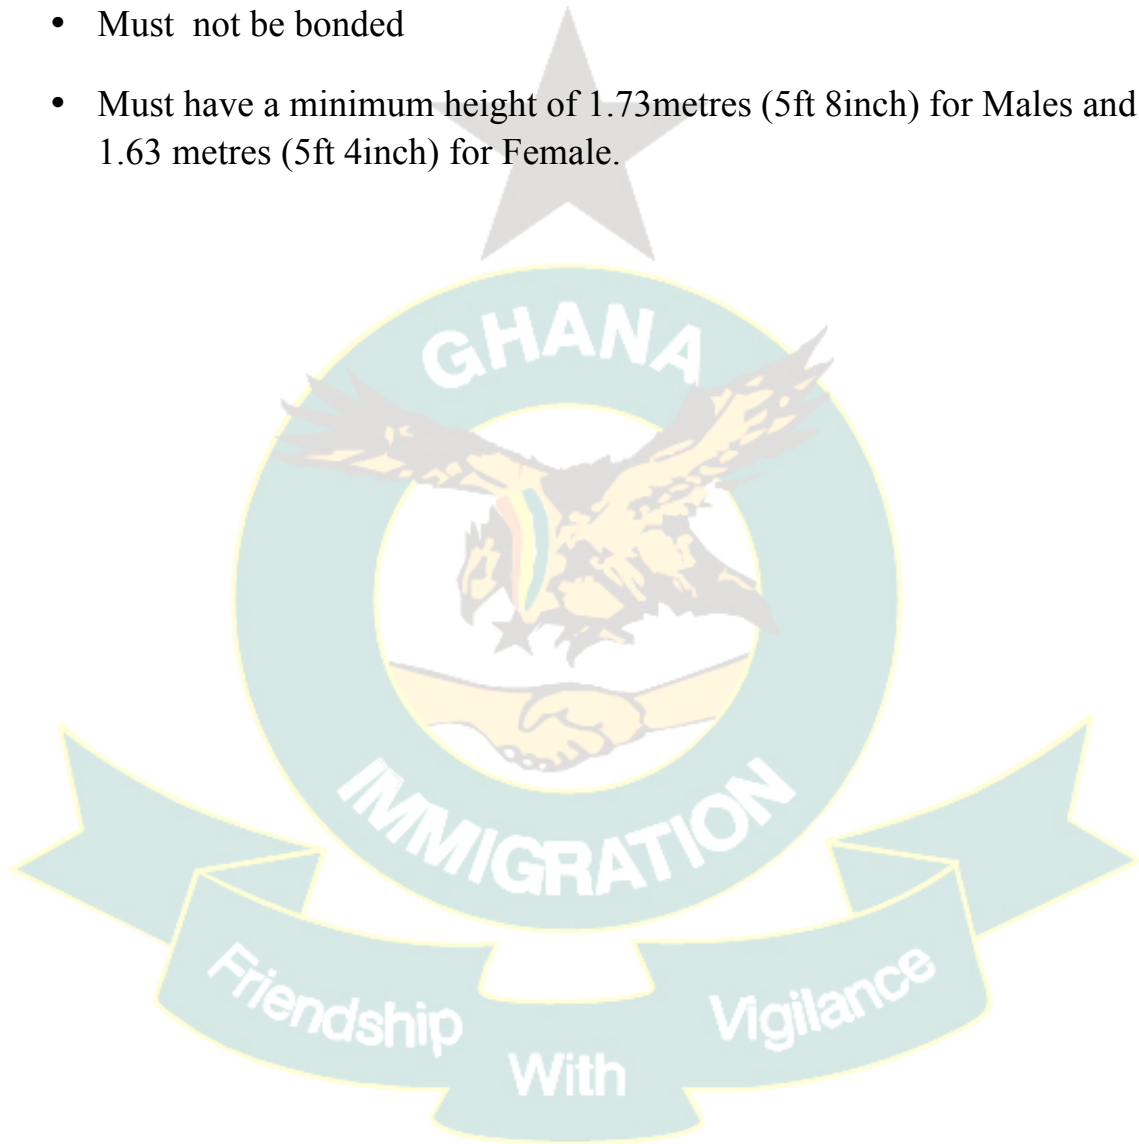 • Must  not be bonded
• Must have a minimum height of 1.73metres (5ft 8inch) for Males and
1.63 metres (5ft 4inch) for Female.
GHANA
IMMIGRATION
Friendship
With
Vigilance